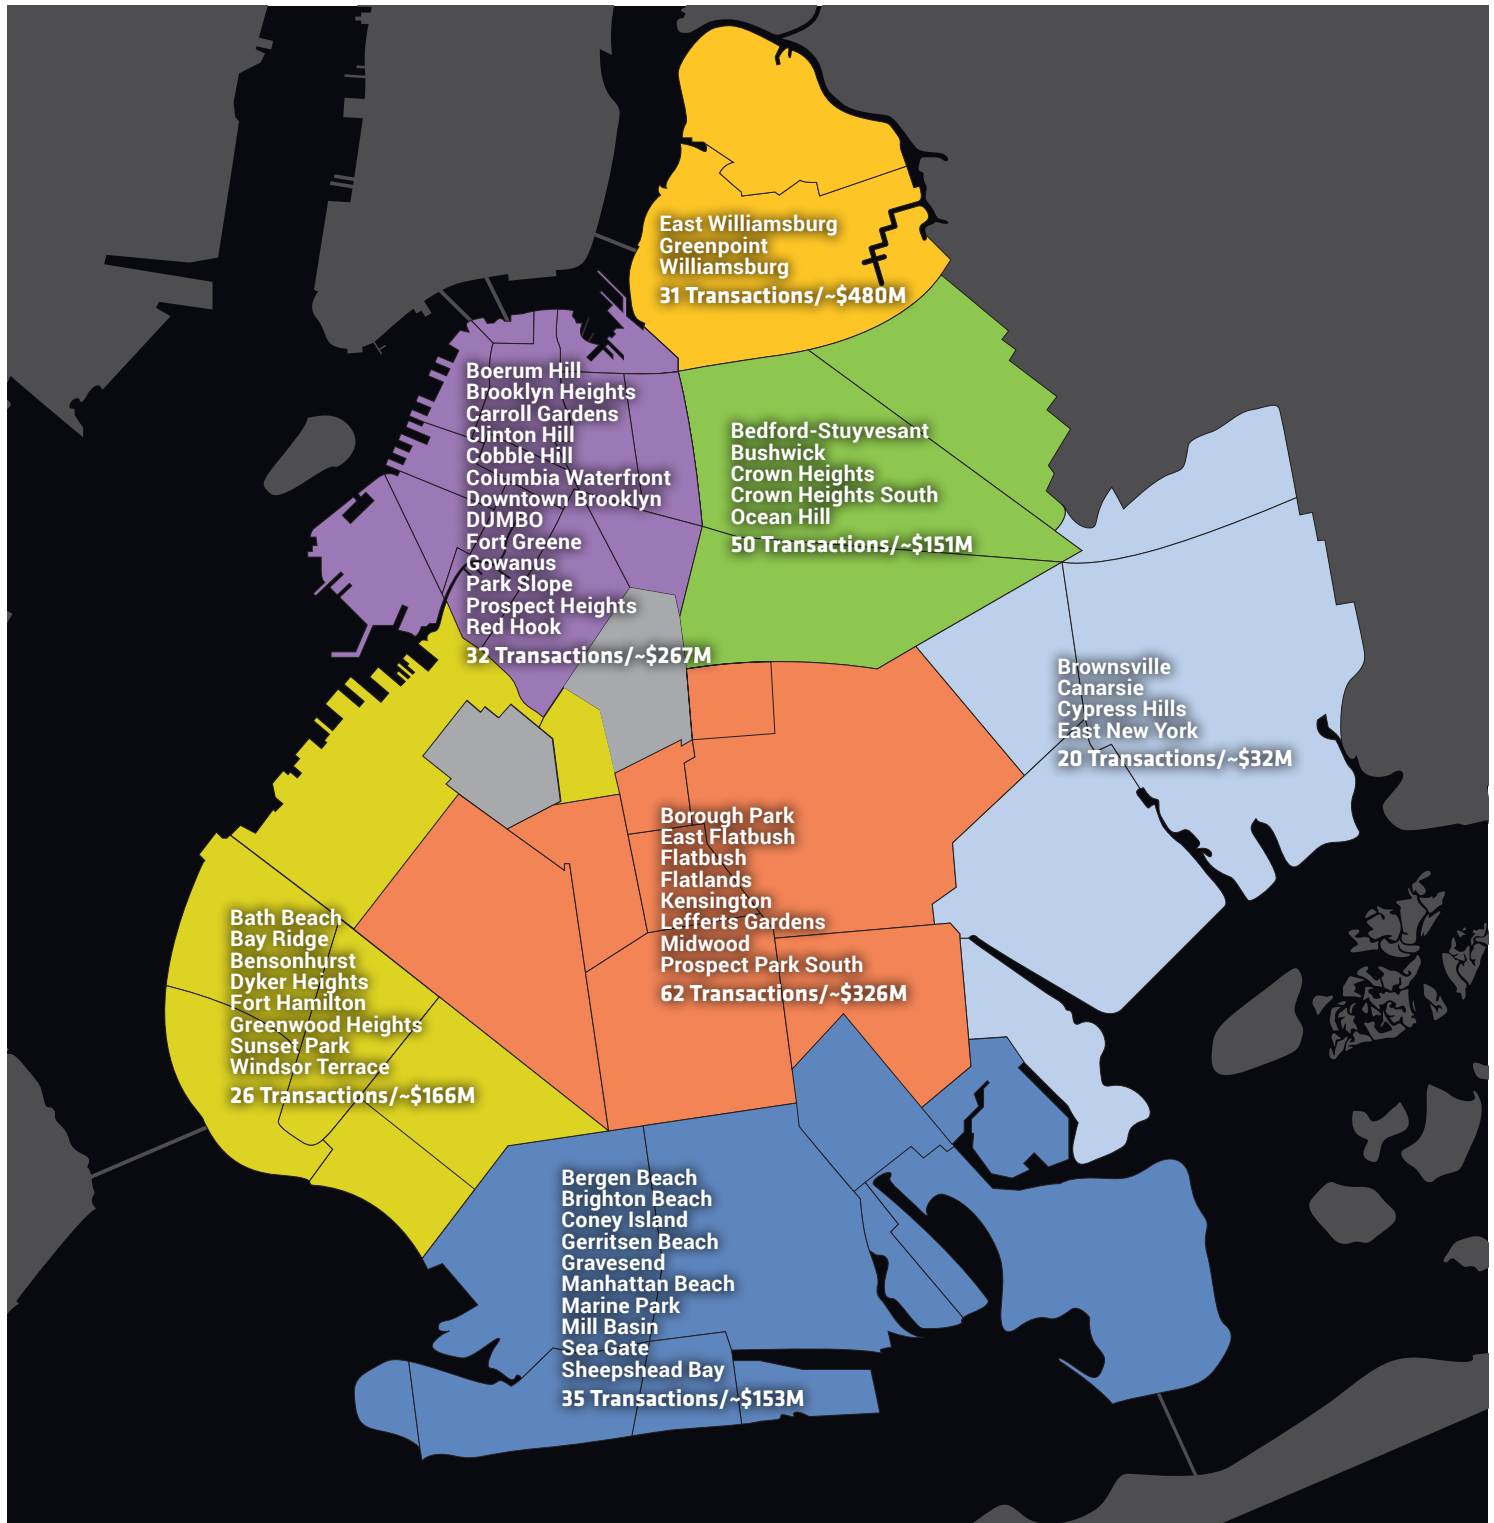 East Williamsburg
Greenpoint
Williamsburg
31 Transactions/~$480M
Boerum Hill
Brooklyn Heights
Carroll Gardens
Clinton Hill
Cobble Hill
Columbia Waterfront
Downtown Brooklyn
DUMBO
Fort Greene
Gowanus
Park Slope
Prospect Heights
Red Hook
32 Transactions/~$267M
Bedford-Stuyvesant
Bushwick
Crown Heights
Crown Heights South
Ocean Hill
50 Transactions/~$151M
Brownsville
Canarsie
Cypress Hills
East New York
20 Transactions/~$32M
Borough Park
East Flatbush
Flatbush
Flatlands
Kensington
Lefferts Gardens
Midwood
Prospect Park South
62 Transactions/~$326M
Bath Beach
Bay Ridge
Bensonhurst
Dyker Heights
Fort Hamilton
Greenwood Heights
Sunset Park
Windsor Terrace
26 Transactions/~$166M
Bergen Beach
Brighton Beach
Coney Island
Gerritsen Beach
Gravesend
Manhattan Beach
Marine Park
Mill Basin
Sea Gate
Sheepshead Bay
35 Transactions/~$153M